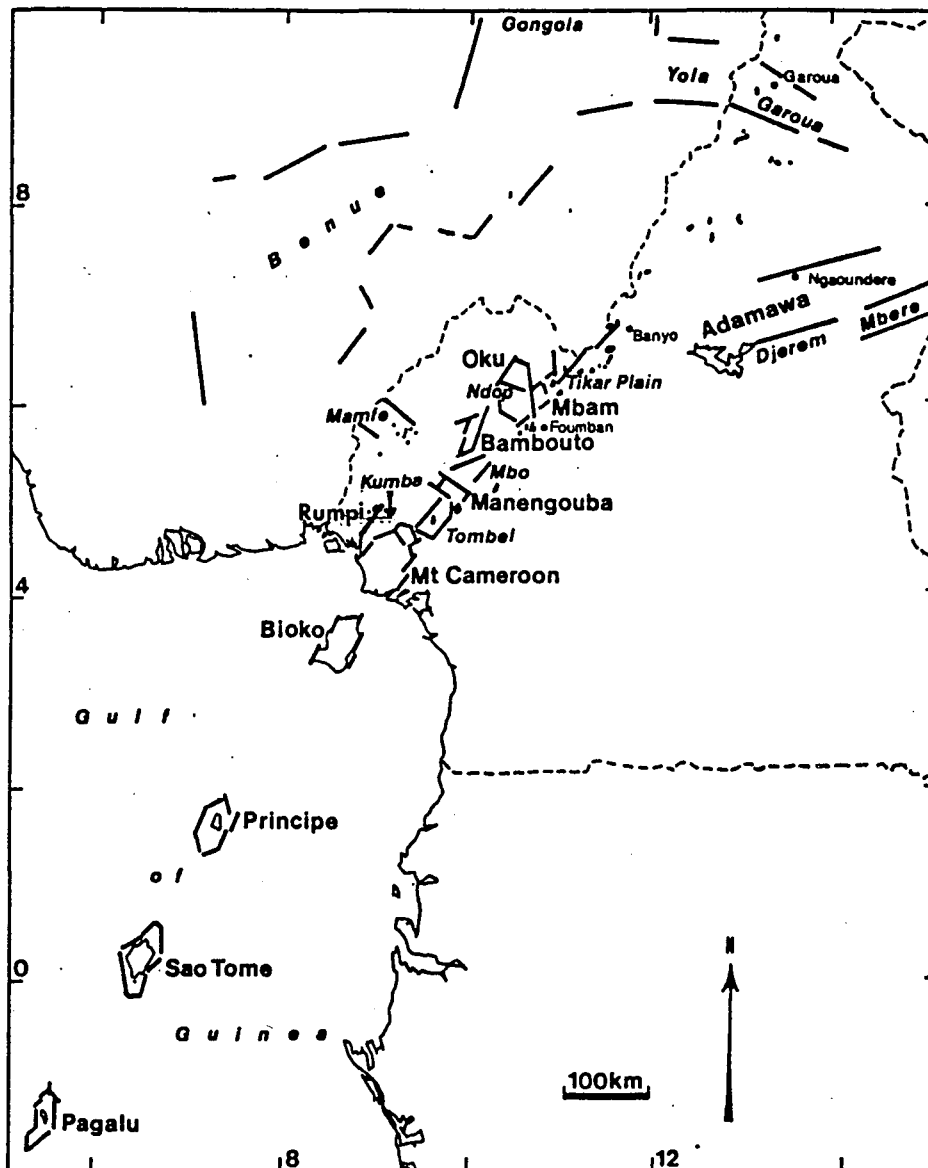 Gongola
Yola
Garoua
Garoua
8
Benue
Ngaoundere
Adamawa
Mbere
Banyo
Djerem
Oku
Tikar Plain
Ndop
Mbam
Mamfe
Foumban
Bambouto
Mbo
Kumba
Manengouba
Rumpi
Tombel
Mt Cameroon
4
Bioko
Gulf
Principe
of
N
Sao Tome
0
Guinea
100km
Pagalu
8
12